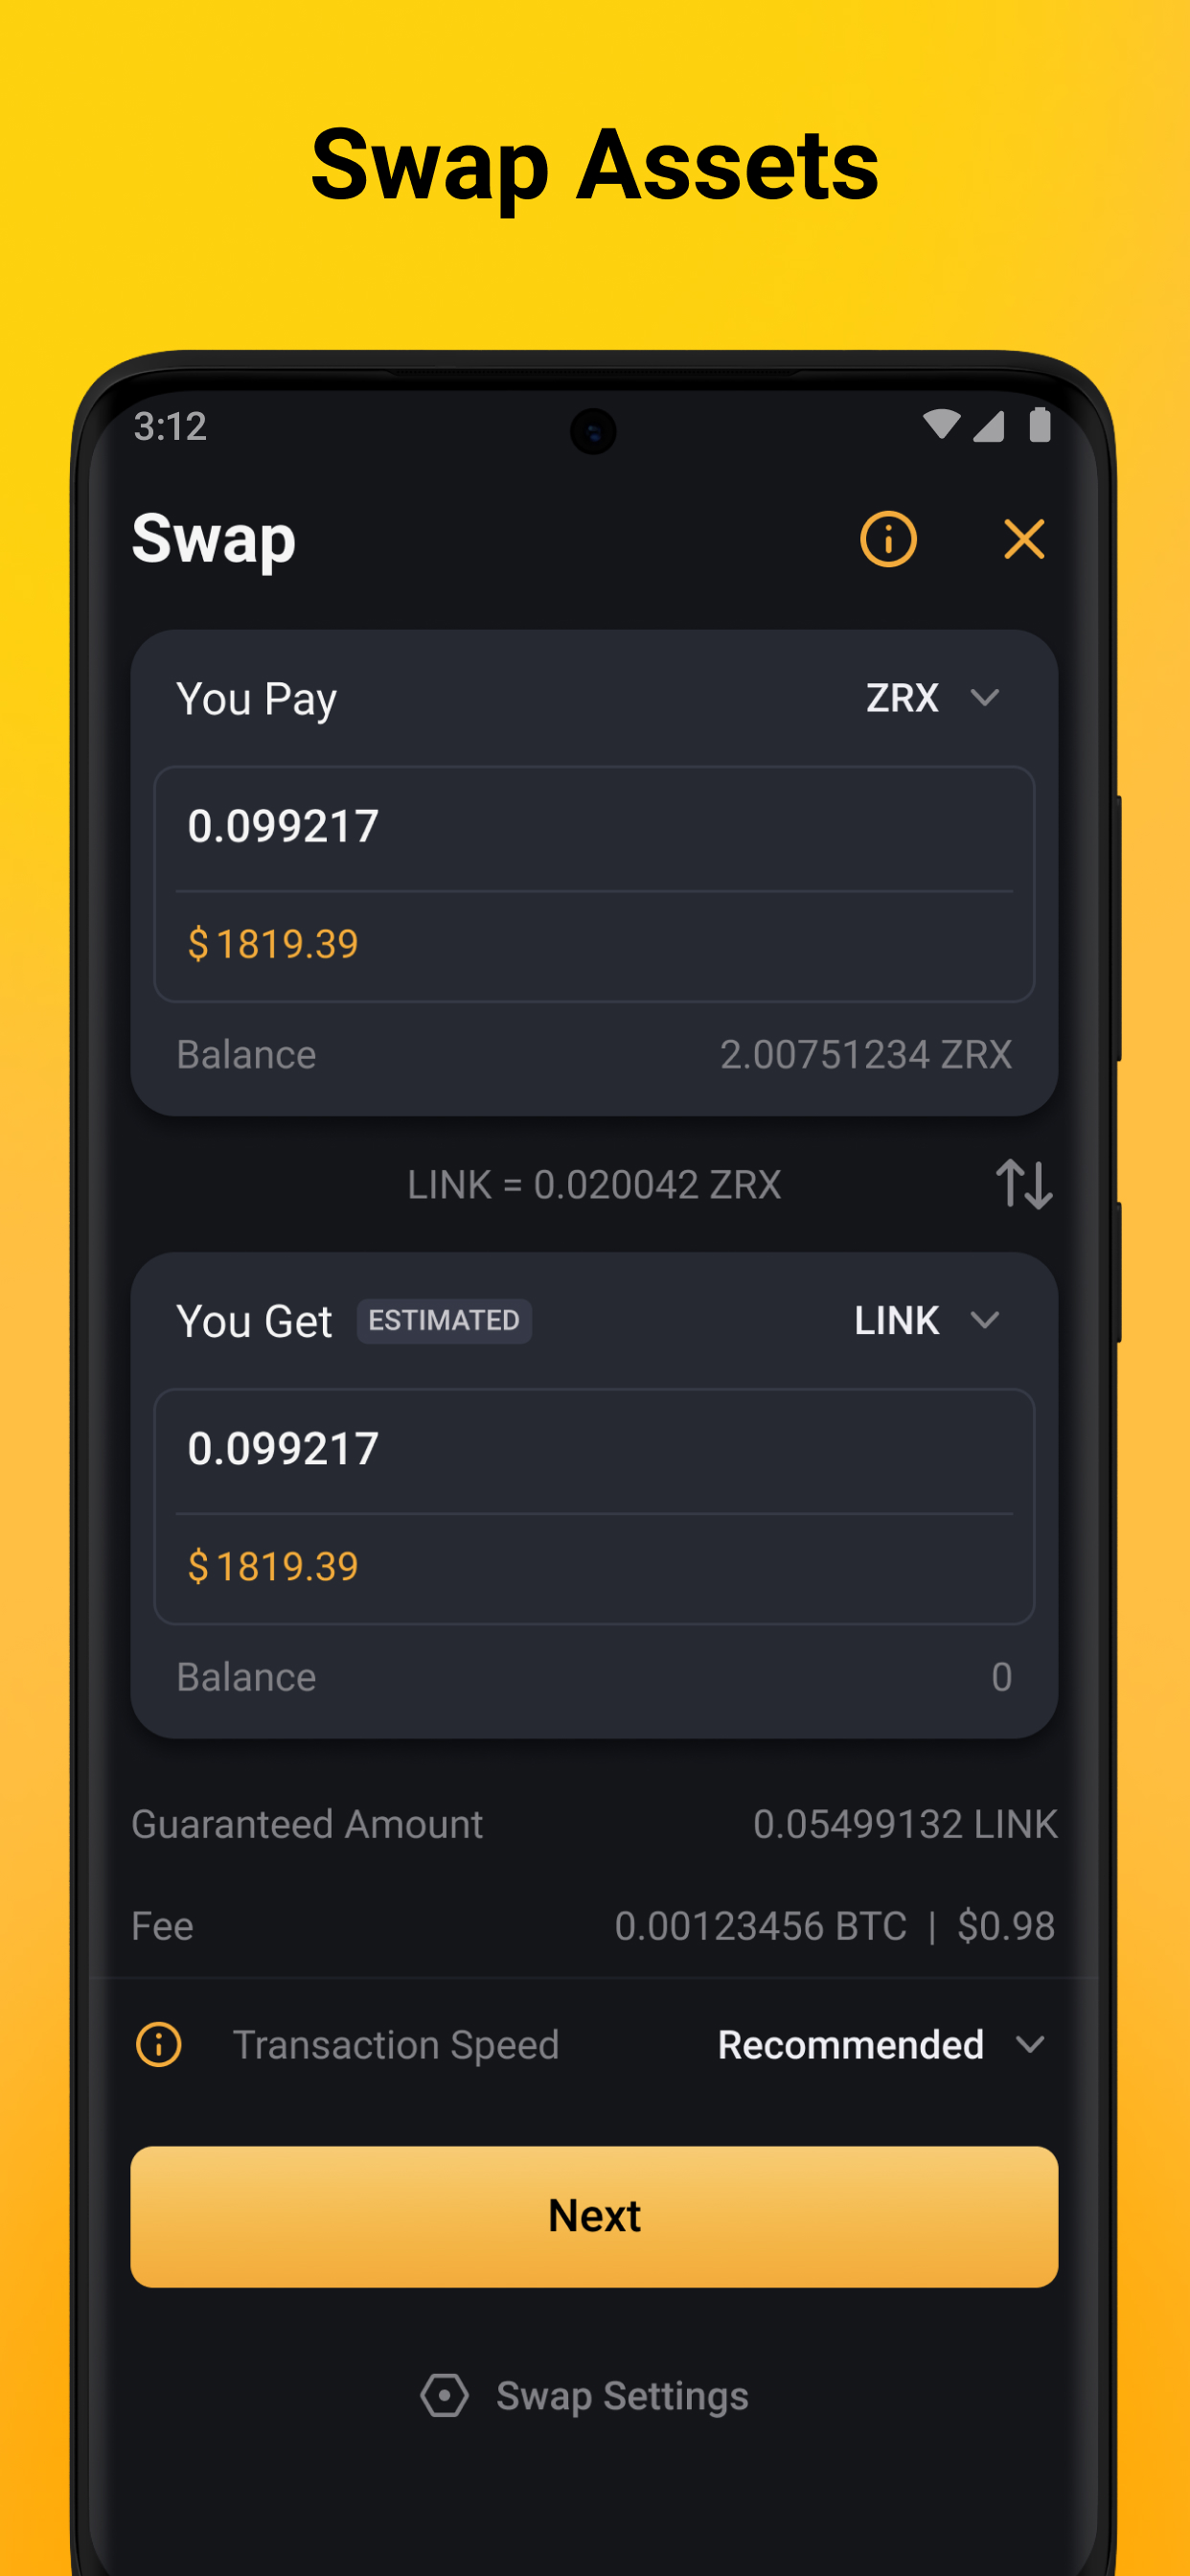 Swap Assets
3:12
Swap
You Pay ZRX
0.099217
$ 1819.39
Balance 2.00751234 ZRX
LINK = 0.020042 ZRX
You Get ESTIMATED LINK
0.099217
$ 1819.39
Balance 0
Guaranteed Amount 0.05499132 LINK
Fee 0.00123456 BTC | $0.98
Transaction Speed Recommended
Next
Swap Settings